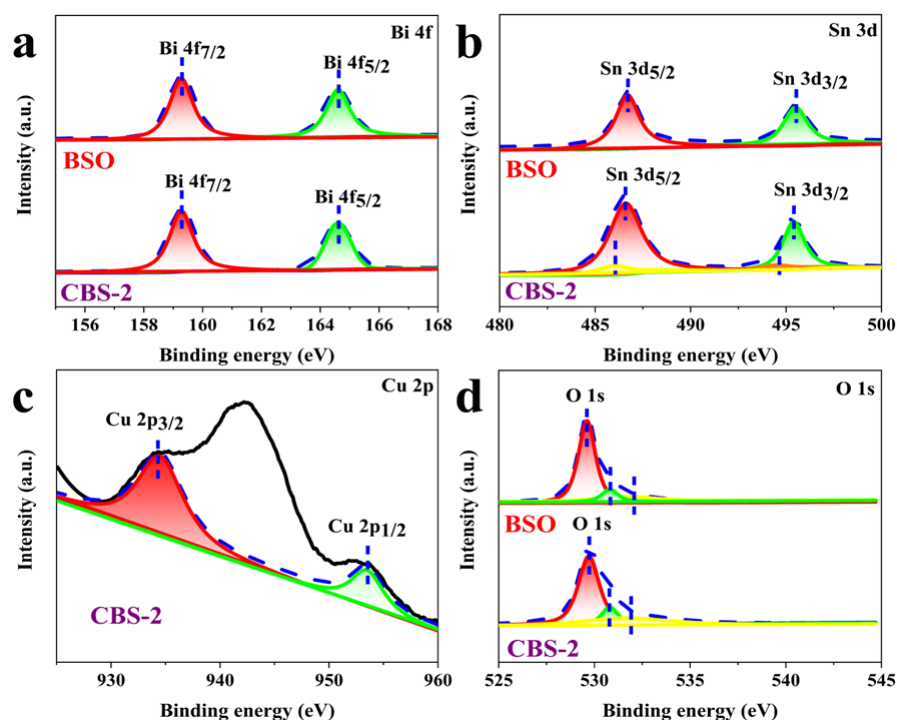 a
Bi 4f
Bi 4f7/2
Bi 4f5/2
BSO
Bi 4f7/2
Bi 4f5/2
CBS-2
Intensity (a.u.)
156 158 160 162 164 166 168
Binding energy (eV)
b
Sn 3d
Sn 3d5/2
Sn 3d3/2
BSO
Sn 3d5/2
Sn 3d3/2
CBS-2
Intensity (a.u.)
480 485 490 495 500
Binding energy (eV)
c
Cu 2p
Cu 2p3/2
Cu 2p1/2
CBS-2
Intensity (a.u.)
930 940 950 960
Binding energy (eV)
d
O 1s
O 1s
BSO
O 1s
CBS-2
Intensity (a.u.)
525 530 535 540 545
Binding energy (eV)